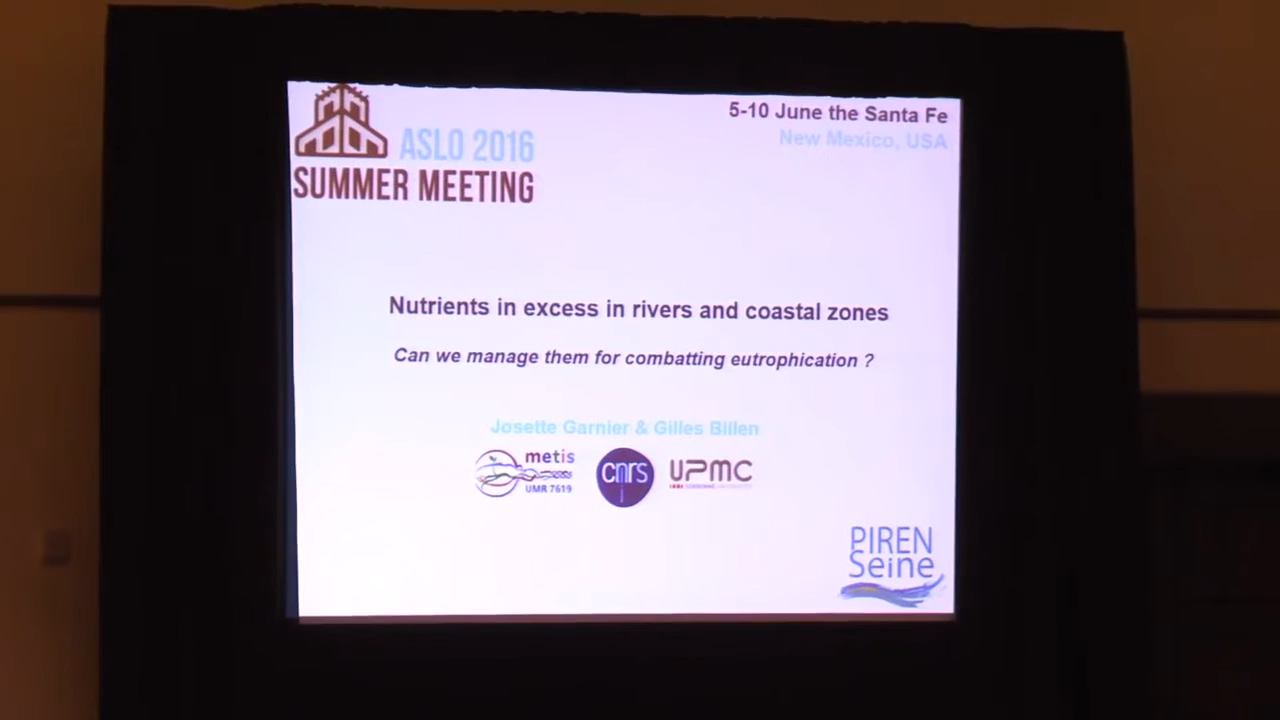 ASLO 2016
SUMMER MEETING
5-10 June the Santa Fe
New Mexico, USA
Nutrients in excess in rivers and coastal zones
Can we manage them for combatting eutrophication ?
Josette Garnier & Gilles Billen
metis
UMR 7619
cnrs
UPMC
PIREN
Seine